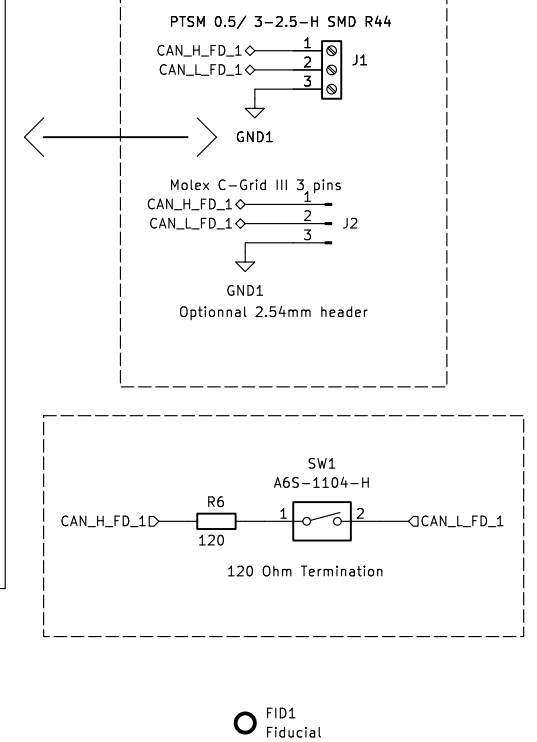 PTSM 0.5/ 3-2.5-H SMD R44
CAN_H_FD_1 1
CAN_L_FD_1 2 J1
3
GND1
Molex C-Grid III 3 pins
CAN_H_FD_1 1
CAN_L_FD_1 2 J2
3
GND1
Optionnal 2.54mm header
SW1
A6S-1104-H
R6
CAN_H_FD_1 1 2 CAN_L_FD_1
120
120 Ohm Termination
FID1
Fiducial